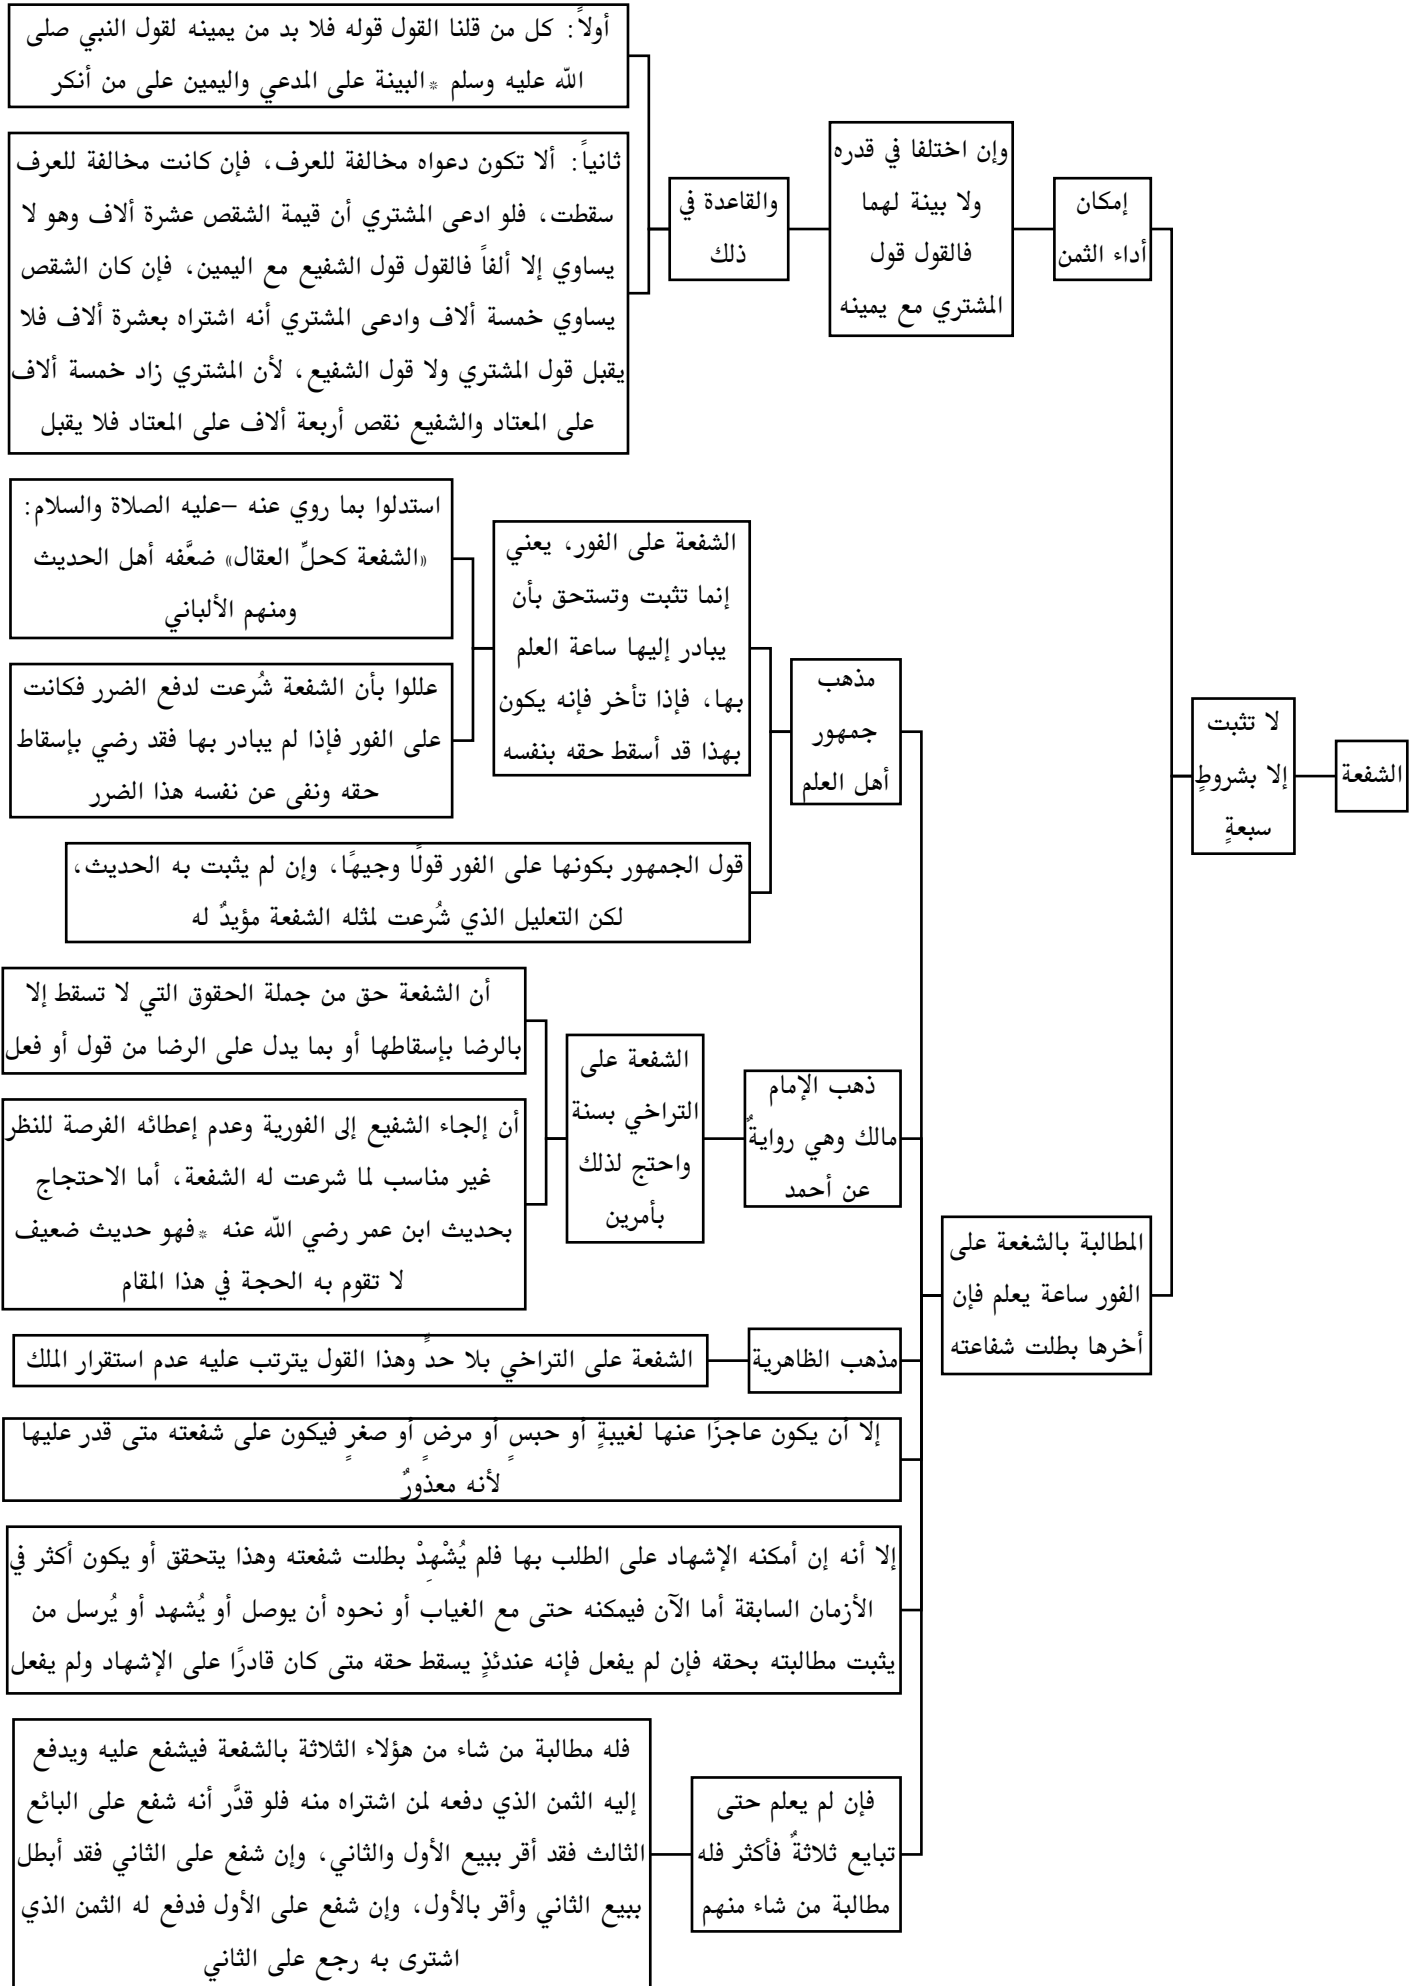 الشفعة
لا تثبت
إلا بشروطٍ
سبعةٍ
إمكان
أداء الثمن
وإن اختلفا في قدره
ولا بينة لهما
فالقول قول
المشتري مع يمينه
والقاعدة في
ذلك
أولاً: كل من قلنا القول قوله فلا بد من يمينه لقول النبي صلى
الله عليه وسلم *البينة على المدعي واليمين على من أنكر
ثانياً: ألا تكون دعواه مخالفة للعرف، فإن كانت مخالفة للعرف
سقطت، فلو ادعى المشتري أن قيمة الشقص عشرة ألاف وهو لا
يساوي إلا ألفاً فالقول قول الشفيع مع اليمين، فإن كان الشقص
يساوي خمسة ألاف وادعى المشتري أنه اشتراه بعشرة ألاف فلا
يقبل قول المشتري ولا قول الشفيع، لأن المشتري زاد خمسة ألاف
على المعتاد والشفيع نقص أربعة ألاف على المعتاد فلا يقبل
المطالبة بالشغعة على
الفور ساعة يعلم فإن
أخرها بطلت شفاعته
مذهب
جمهور
أهل العلم
الشفعة على الفور، يعني
إنما تثبت وتستحق بأن
يبادر إليها ساعة العلم
بها، فإذا تأخر فإنه يكون
بهذا قد أسقط حقه بنفسه
استدلوا بما روي عنه –عليه الصلاة والسلام:
«الشفعة كحلِّ العقال» ضعَّفه أهل الحديث
ومنهم الألباني
عللوا بأن الشفعة شُرعت لدفع الضرر فكانت
على الفور فإذا لم يبادر بها فقد رضي بإسقاط
حقه ونفى عن نفسه هذا الضرر
قول الجمهور بكونها على الفور قولًا وجيهًا، وإن لم يثبت به الحديث،
لكن التعليل الذي شُرعت لمثله الشفعة مؤيدٌ له
ذهب الإمام
مالك وهي روايةٌ
عن أحمد
الشفعة على
التراخي بسنة
واحتج لذلك
بأمرين
أن الشفعة حق من جملة الحقوق التي لا تسقط إلا
بالرضا بإسقاطها أو بما يدل على الرضا من قول أو فعل
أن إلجاء الشفيع إلى الفورية وعدم إعطائه الفرصة للنظر
غير مناسب لما شرعت له الشفعة، أما الاحتجاج
بحديث ابن عمر رضي الله عنه *فهو حديث ضعيف
لا تقوم به الحجة في هذا المقام
مذهب الظاهرية
الشفعة على التراخي بلا حدٍّ وهذا القول يترتب عليه عدم استقرار الملك
إلا أن يكون عاجزًا عنها لغيبةٍ أو حبسٍ أو مرضٍ أو صغرٍ فيكون على شفعته متى قدر عليها
لأنه معذورٌ
إلا أنه إن أمكنه الإشهاد على الطلب بها فلم يُشْهِدْ بطلت شفعته وهذا يتحقق أو يكون أكثر في
الأزمان السابقة أما الآن فيمكنه حتى مع الغياب أو نحوه أن يوصل أو يُشهد أو يُرسل من
يثبت مطالبته بحقه فإن لم يفعل فإنه عندئذٍ يسقط حقه متى كان قادرًا على الإشهاد ولم يفعل
فإن لم يعلم حتى
تبايع ثلاثةٌ فأكثر فله
مطالبة من شاء منهم
فله مطالبة من شاء من هؤلاء الثلاثة بالشفعة فيشفع عليه ويدفع
إليه الثمن الذي دفعه لمن اشتراه منه فلو قدَّر أنه شفع على البائع
الثالث فقد أقر ببيع الأول والثاني، وإن شفع على الثاني فقد أبطل
ببيع الثاني وأقر بالأول، وإن شفع على الأول فدفع له الثمن الذي
اشترى به رجع على الثاني